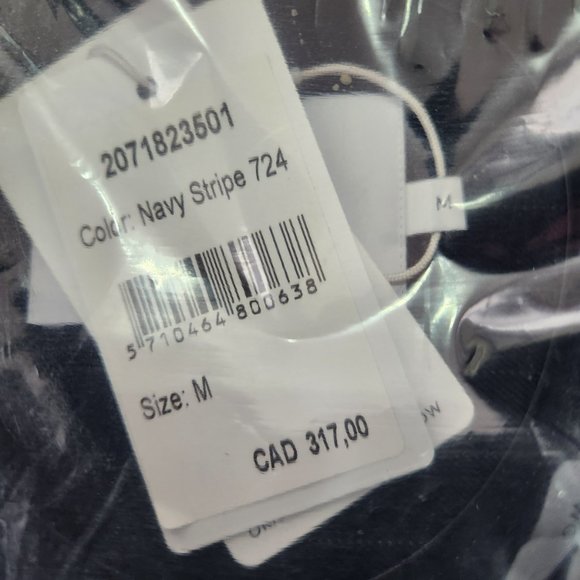 2071823501
Color: Navy Stripe 724
5 710464 800638
Size: M
CAD 317,00
M